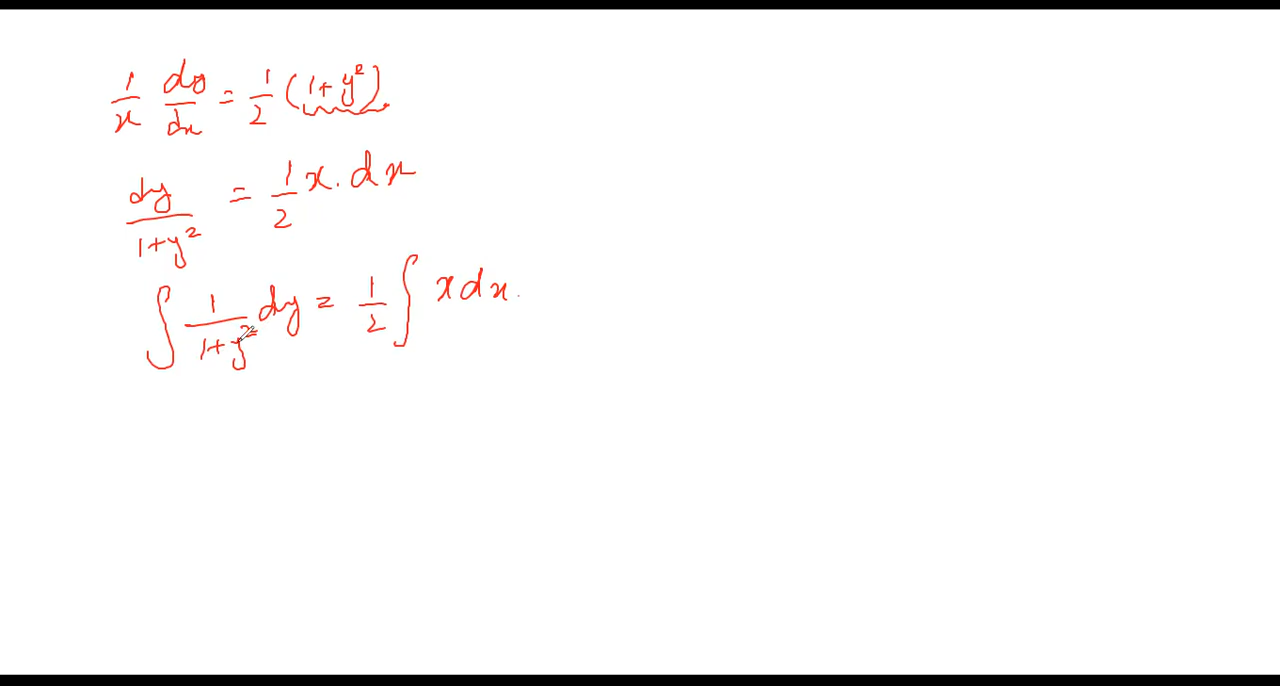 1/x dy/dx = 1/2 (1+y²)
dy/1+y² = 1/2 x. dx
∫ 1/1+y² dy = 1/2 ∫ x dx.